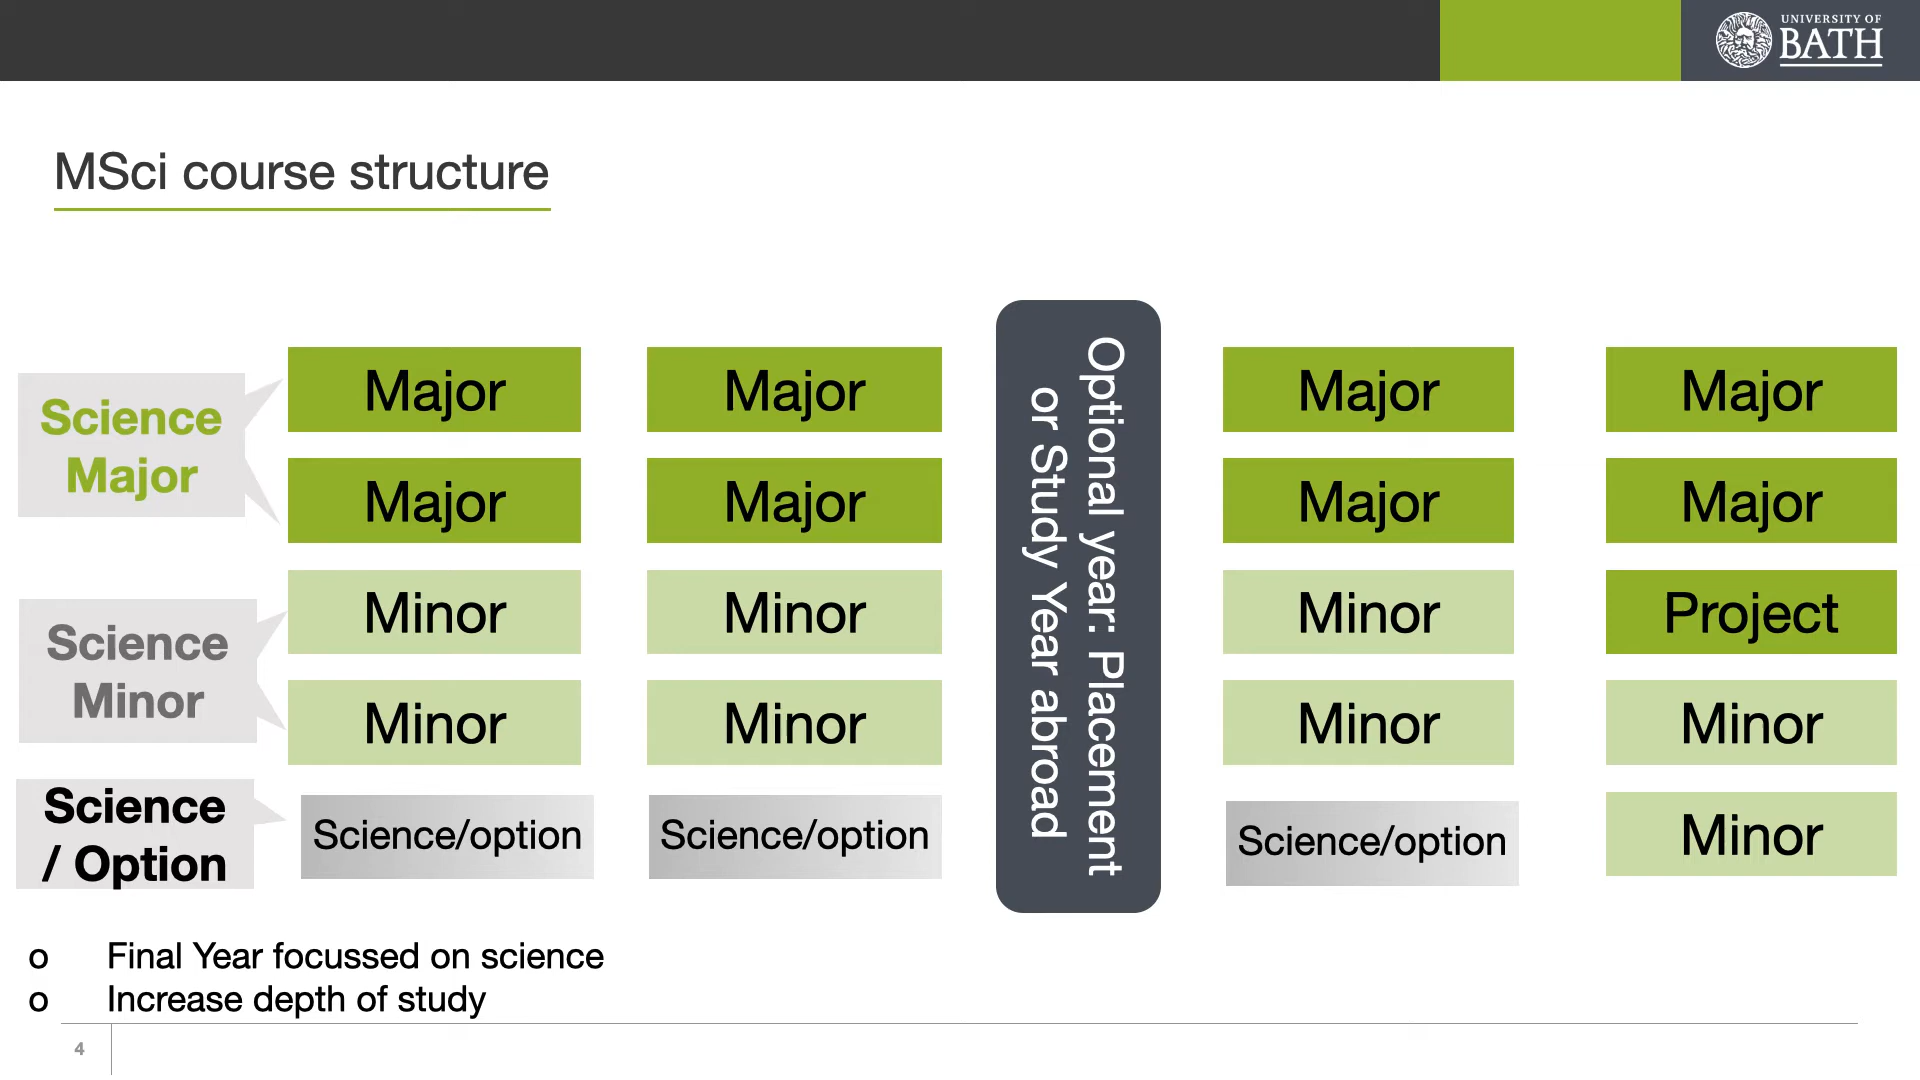 UNIVERSITY OF
BATH
MSci course structure
Science
Major
Science
Minor
Science
/ Option
Major
Major
Minor
Minor
Science/option
Major
Major
Minor
Minor
Science/option
Optional year: Placement
or Study Year abroad
Major
Major
Minor
Minor
Science/option
Major
Major
Project
Minor
Minor
o Final Year focussed on science
o Increase depth of study
4